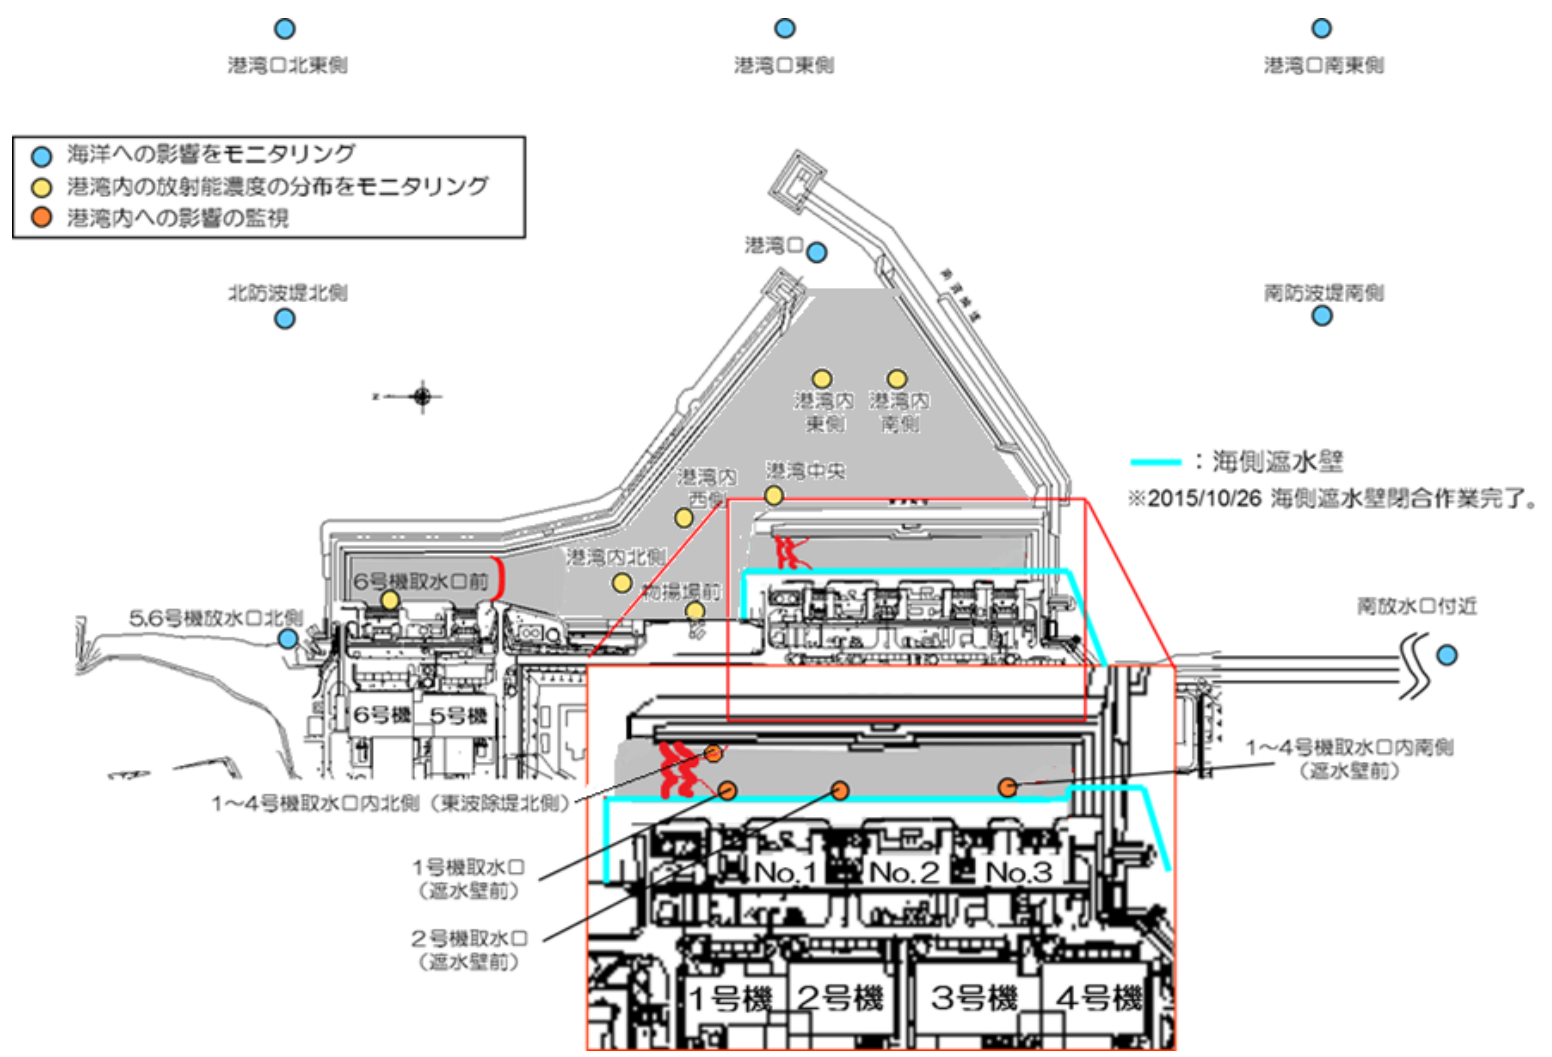 港湾口北東側
港湾口東側
港湾口南東側
海洋への影響をモニタリング
港湾内の放射能濃度の分布をモニタリング
港湾内への影響の監視
港湾口
北防波堤北側
南防波堤南側
N
港湾内
東側
港湾内
南側
港湾内
西側
港湾中央
:海側遮水壁
※2015/10/26 海側遮水壁閉合作業完了。
港湾内北側
6号機取水口前
物揚場前
5,6号機放水口北側
南放水口付近
6号機
5号機
1〜4号機取水口内南側
(遮水壁前)
1〜4号機取水口内北側(東波除堤北側)
1号機取水口
(遮水壁前)
No.1
No.2
No.3
2号機取水口
(遮水壁前)
1号機
2号機
3号機
4号機